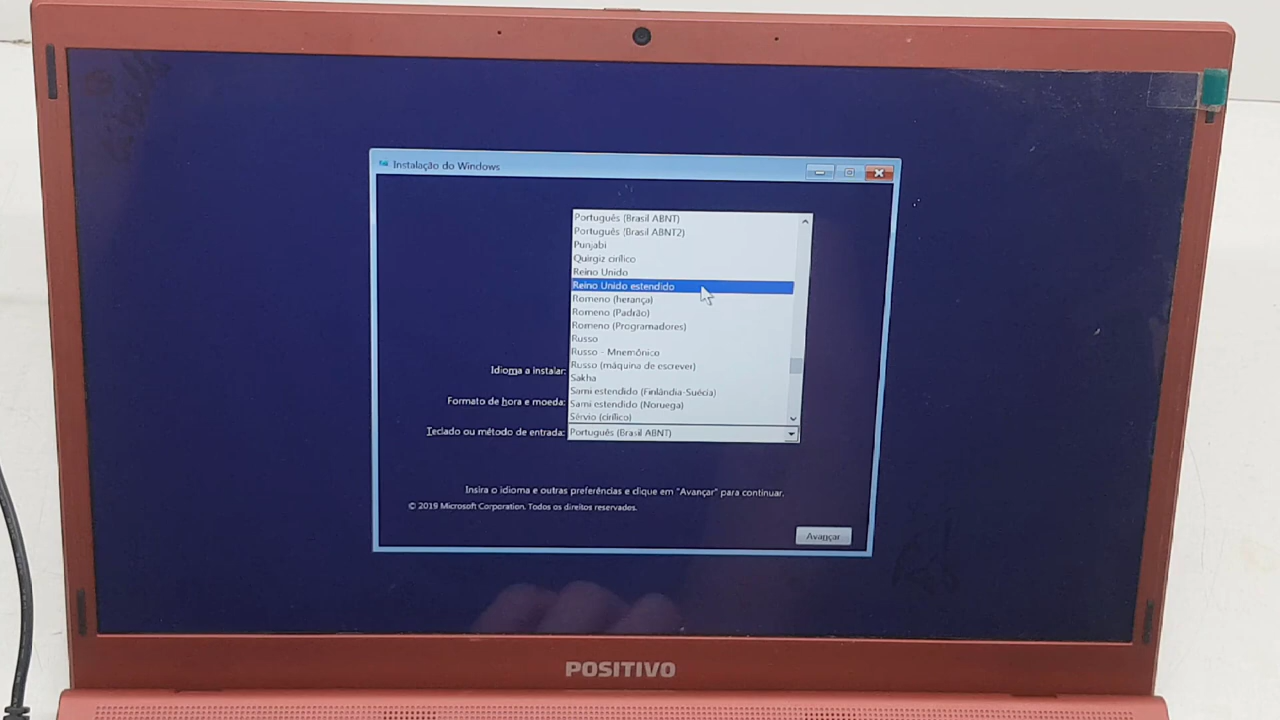 Instalação do Windows
Português (Brasil ABNT)
Português (Brasil ABNT2)
Punjabi
Quirgiz cirílico
Reino Unido
Reino Unido estendido
Romeno (herança)
Romeno (Padrão)
Romeno (Programadores)
Russo
Russo - Mnemônico
Russo (máquina de escrever)
Sakha
Sami estendido (Finlândia-Suécia)
Sami estendido (Noruega)
Sérvio (cirílico)
Idioma a instalar:
Formato de hora e moeda:
Teclado ou método de entrada: Português (Brasil ABNT)
Insira o idioma e outras preferências e clique em "Avançar" para continuar.
© 2019 Microsoft Corporation. Todos os direitos reservados.
Avançar
POSITIVO